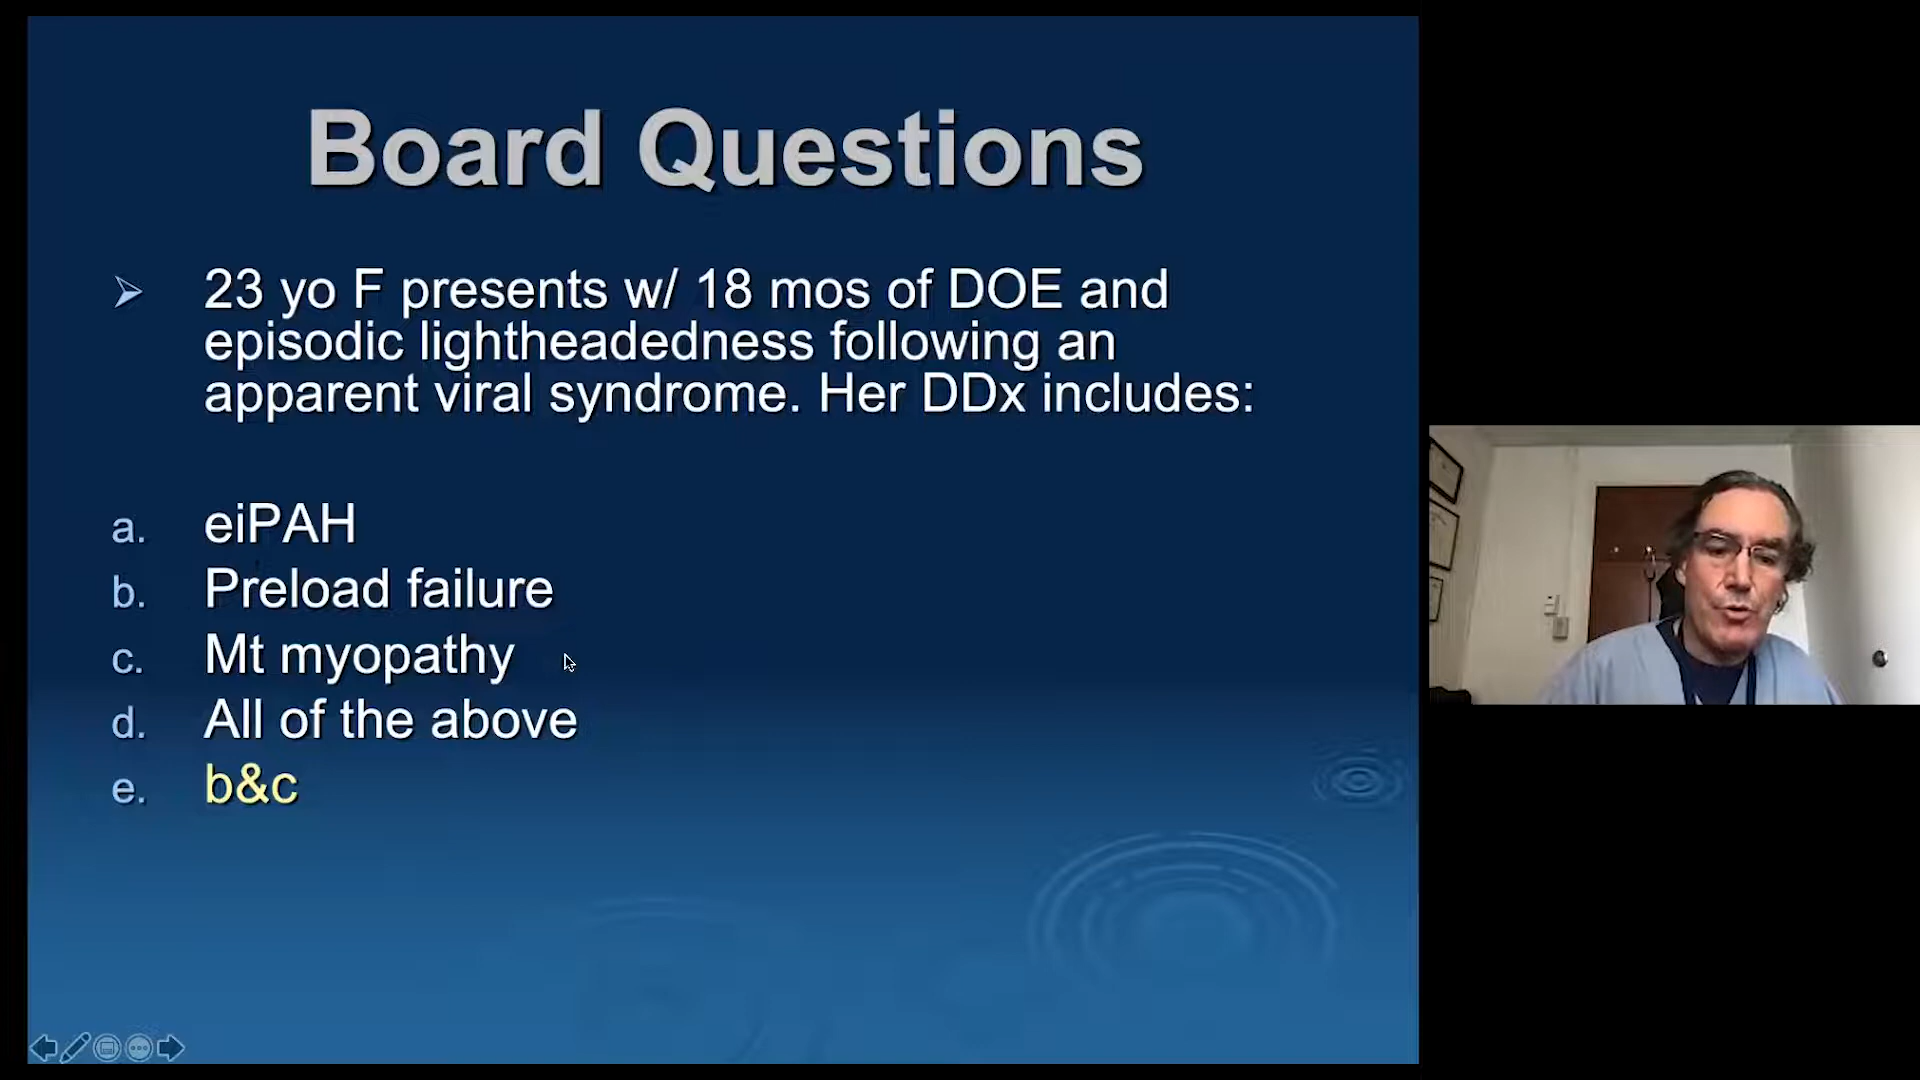 Board Questions
23 yo F presents w/ 18 mos of DOE and
episodic lightheadedness following an
apparent viral syndrome. Her DDx includes:
a. eiPAH
b. Preload failure
c. Mt myopathy
d. All of the above
e. b&c